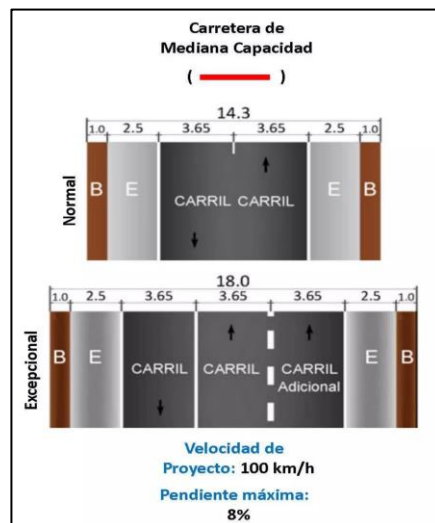 Carretera de
Mediana Capacidad
( )
14.3
1.0 2.5 3.65 3.65 2.5 1.0
Normal
B E CARRIL CARRIL E B
18.0
1.0 2.5 3.65 3.65 3.65 2.5 1.0
Excepcional
B E CARRIL CARRIL CARRIL E B
Adicional
Velocidad de
Proyecto: 100 km/h
Pendiente máxima:
8%